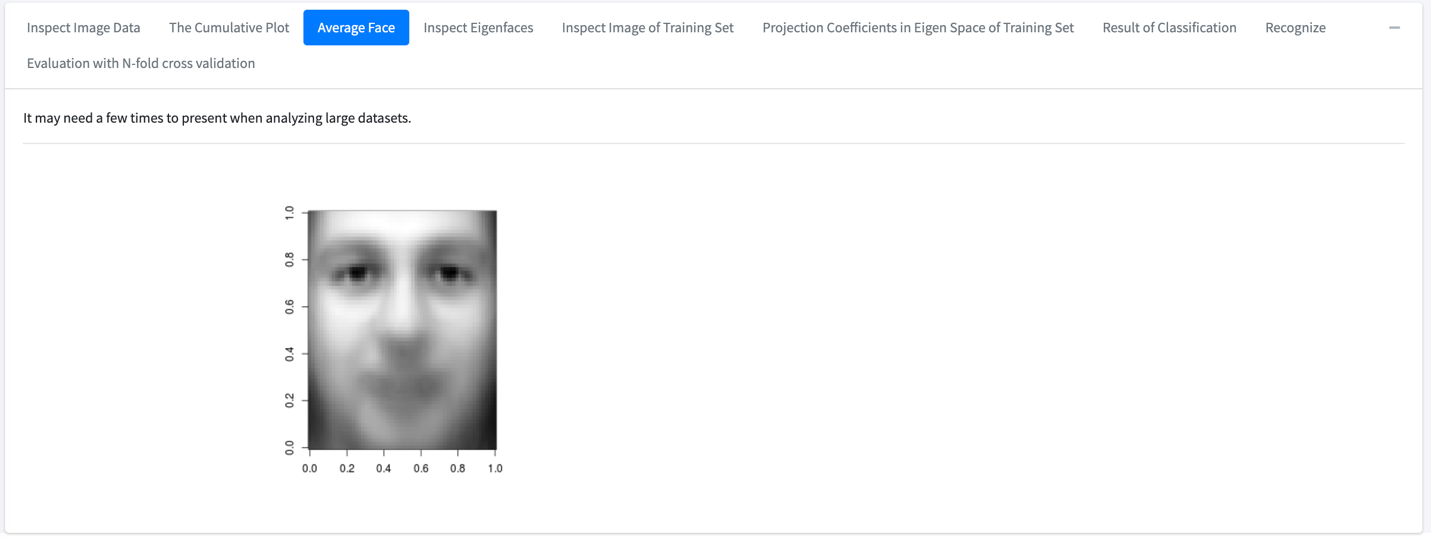 Inspect Image Data The Cumulative Plot Average Face Inspect Eigenfaces Inspect Image of Training Set Projection Coefficients in Eigen Space of Training Set Result of Classification Recognize
Evaluation with N-fold cross validation
It may need a few times to present when analyzing large datasets.
1.0
0.8
0.6
0.4
0.2
0.0
0.0 0.2 0.4 0.6 0.8 1.0